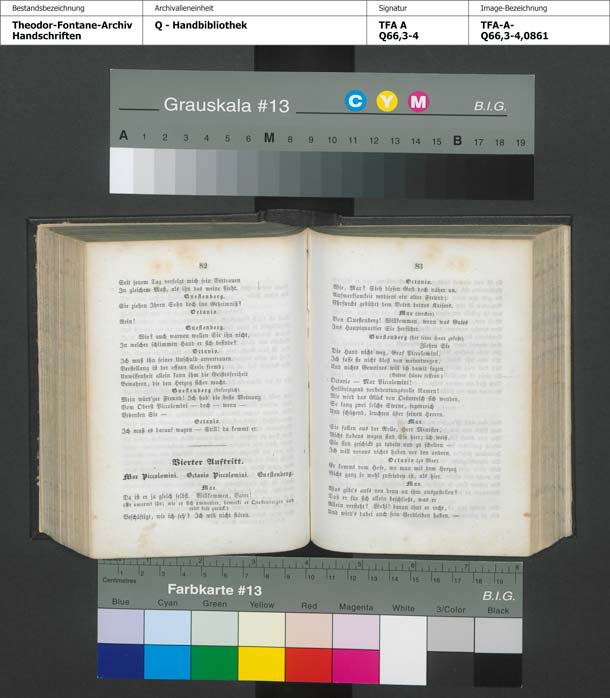 Bestandsbezeichnung
Theodor-Fontane-Archiv
Handschriften
Archivalieneinheit
Q - Handbibliothek
Signatur
TFA A
Q66,3-4
Image-Bezeichnung
TFA-A-
Q66,3-4,0861
Grauskala #13
C Y M
B.I.G.
A 1 2 3 4 5 6 M 8 9 10 11 12 13 14 15 B 17 18 19
82
Seit jenem Tag verfolgt mich sein Vertrauen
In gleichem Maß, als ihn das meine flieht.
Questenberg.
Sie ziehen Ihren Sohn doch ins Geheimniß?
Octavio.
Nein!
Questenberg.
Wie? auch warnen wollen Sie ihn nicht,
In welcher schlimmen Hand er sich befinde?
Octavio.
Ich muß ihn seiner Unschuld anvertrauen.
Verstellung ist der offnen Seele fremd;
Unwissenheit allein kann ihm die Geistesfreiheit
Bewahren, die den Herzog sicher macht.
Questenberg (besorglich).
Mein würd'ger Freund! Ich hab' die beste Meinung
Vom Oberst Piccolomini — doch — wenn —
Bedenken Sie —
Octavio.
Ich muß es darauf wagen — Still! da kommt er.
Vierter Auftritt.
Max Piccolomini. Octavio Piccolomini. Questenberg.
Max.
Da ist er ja gleich selbst. Willkommen, Vater!
(Er umarmt ihn; wie er sich umwendet, bemerkt er Questenbergen und
tritt kalt zurück.)
Beschäftigt, wie ich seh'? Ich will nicht stören.
83
Octavio.
Wie, Max? Sieh diesen Gast doch näher an.
Aufmerksamkeit verdient ein alter Freund;
Ehrfurcht gebührt dem Boten deines Kaisers.
Max (trocken).
Von Questenberg! Willkommen, wenn was Gutes
Ins Hauptquartier Sie herführt.
Questenberg (hat seine Hand gefaßt).
Ziehen Sie
Die Hand nicht weg, Graf Piccolomini,
Ich fasse sie nicht bloß von meinetwegen,
Und nichts Gemeines will ich damit sagen.
(Beider Hände fassend.)
Octavio — Max Piccolomini!
Heilbringend vorbedeutungsvolle Namen!
Nie wird das Glück von Oesterreich sich wenden,
So lang zwei solche Sterne, segenreich
Und schützend, leuchten über seinen Heeren.
Max.
Sie fallen aus der Rolle, Herr Minister,
Nicht Lobens wegen sind Sie hier; ich weiß,
Sie sind geschickt zu tadeln und zu schelten —
Ich will voraus nichts haben vor den andern.
Octavio (zu Max).
Er kommt vom Hofe, wo man mit dem Herzog
Nicht ganz so wohl zufrieden ist, als hier.
Max.
Was gibt's aufs neu denn an ihm auszustellen?
Daß er für sich allein beschließt, was er
Allein versteht? Wohl! daran thut er recht,
Und wird's dabei auch sein Verbleiben haben. —
Centimetres
1 2 3 4 5 6 7 8 9 10 11 12 13 14 15 16 17 18 19
Farbkarte #13
B.I.G.
Blue Cyan Green Yellow Red Magenta White 3/Color Black